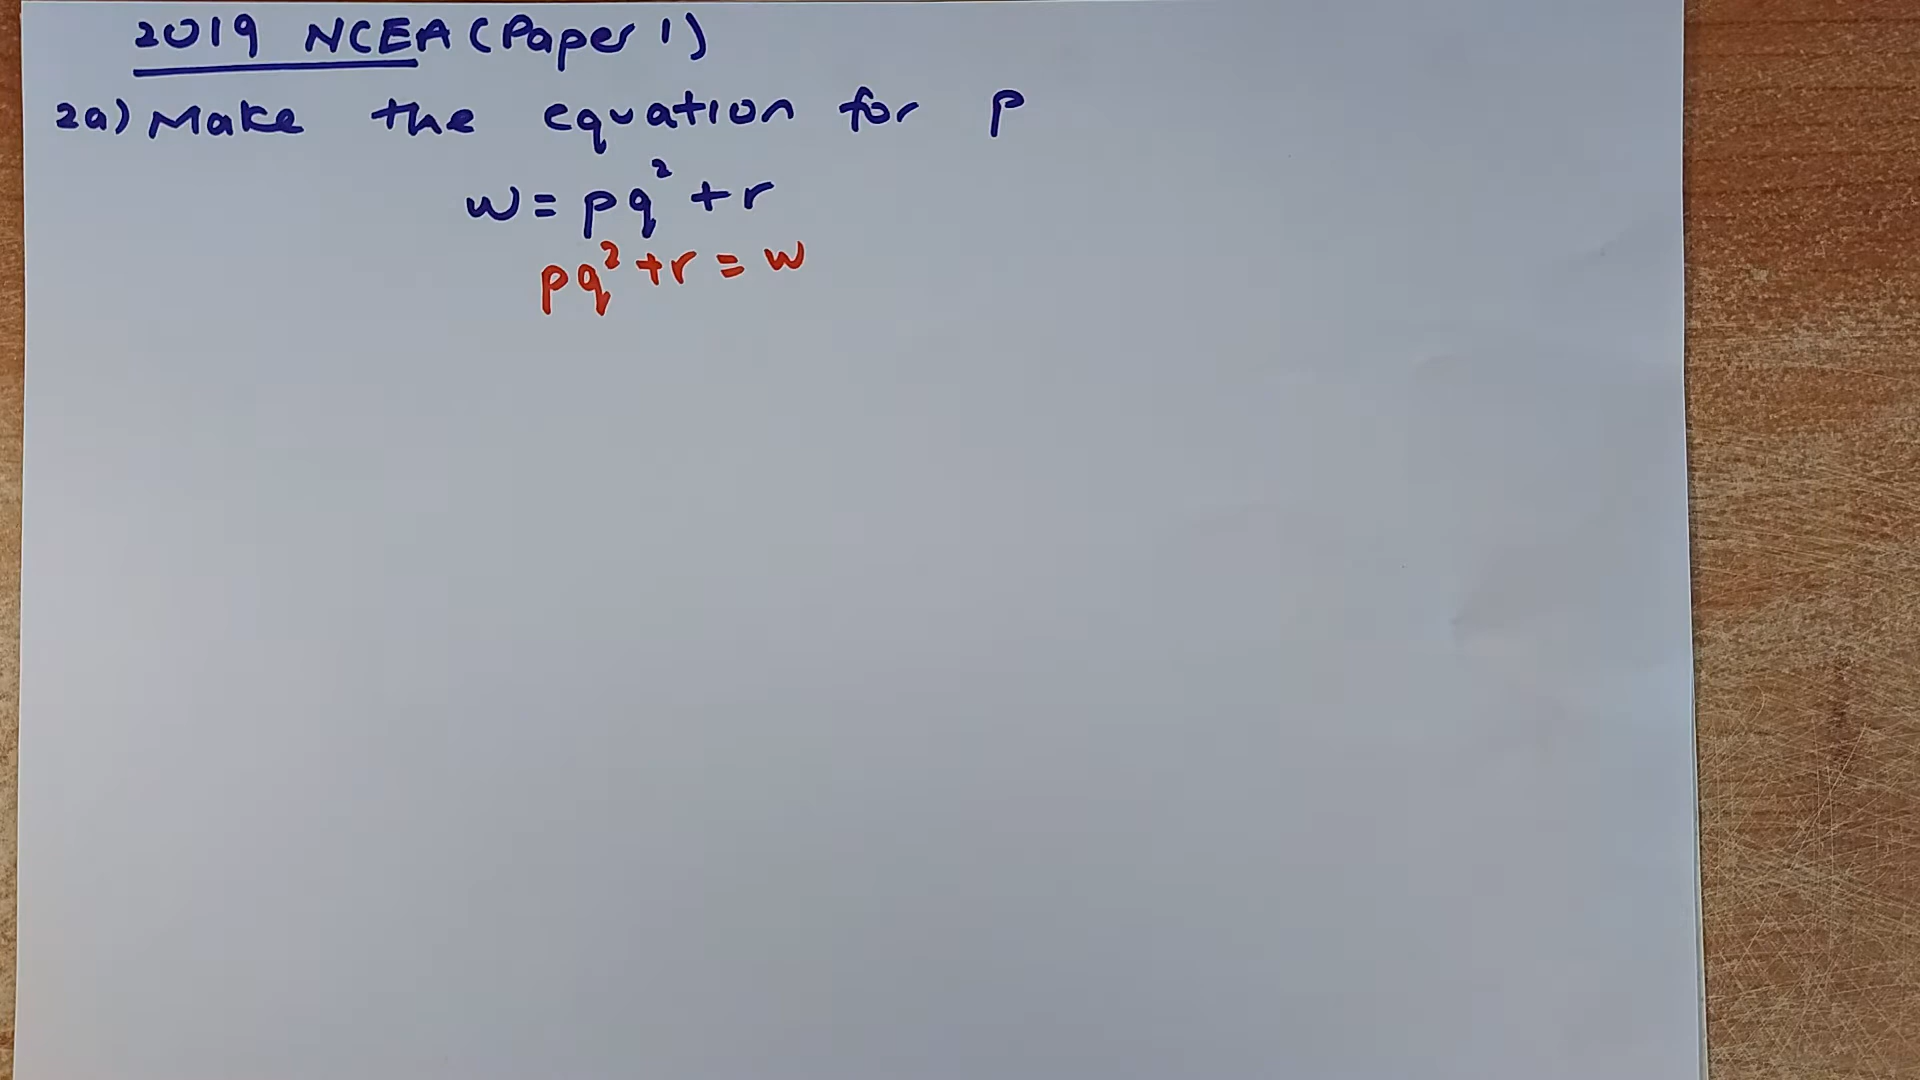 2019 NCEA (Paper 1)
2a) Make the equation for p
w = pq² + r
pq² + r = w